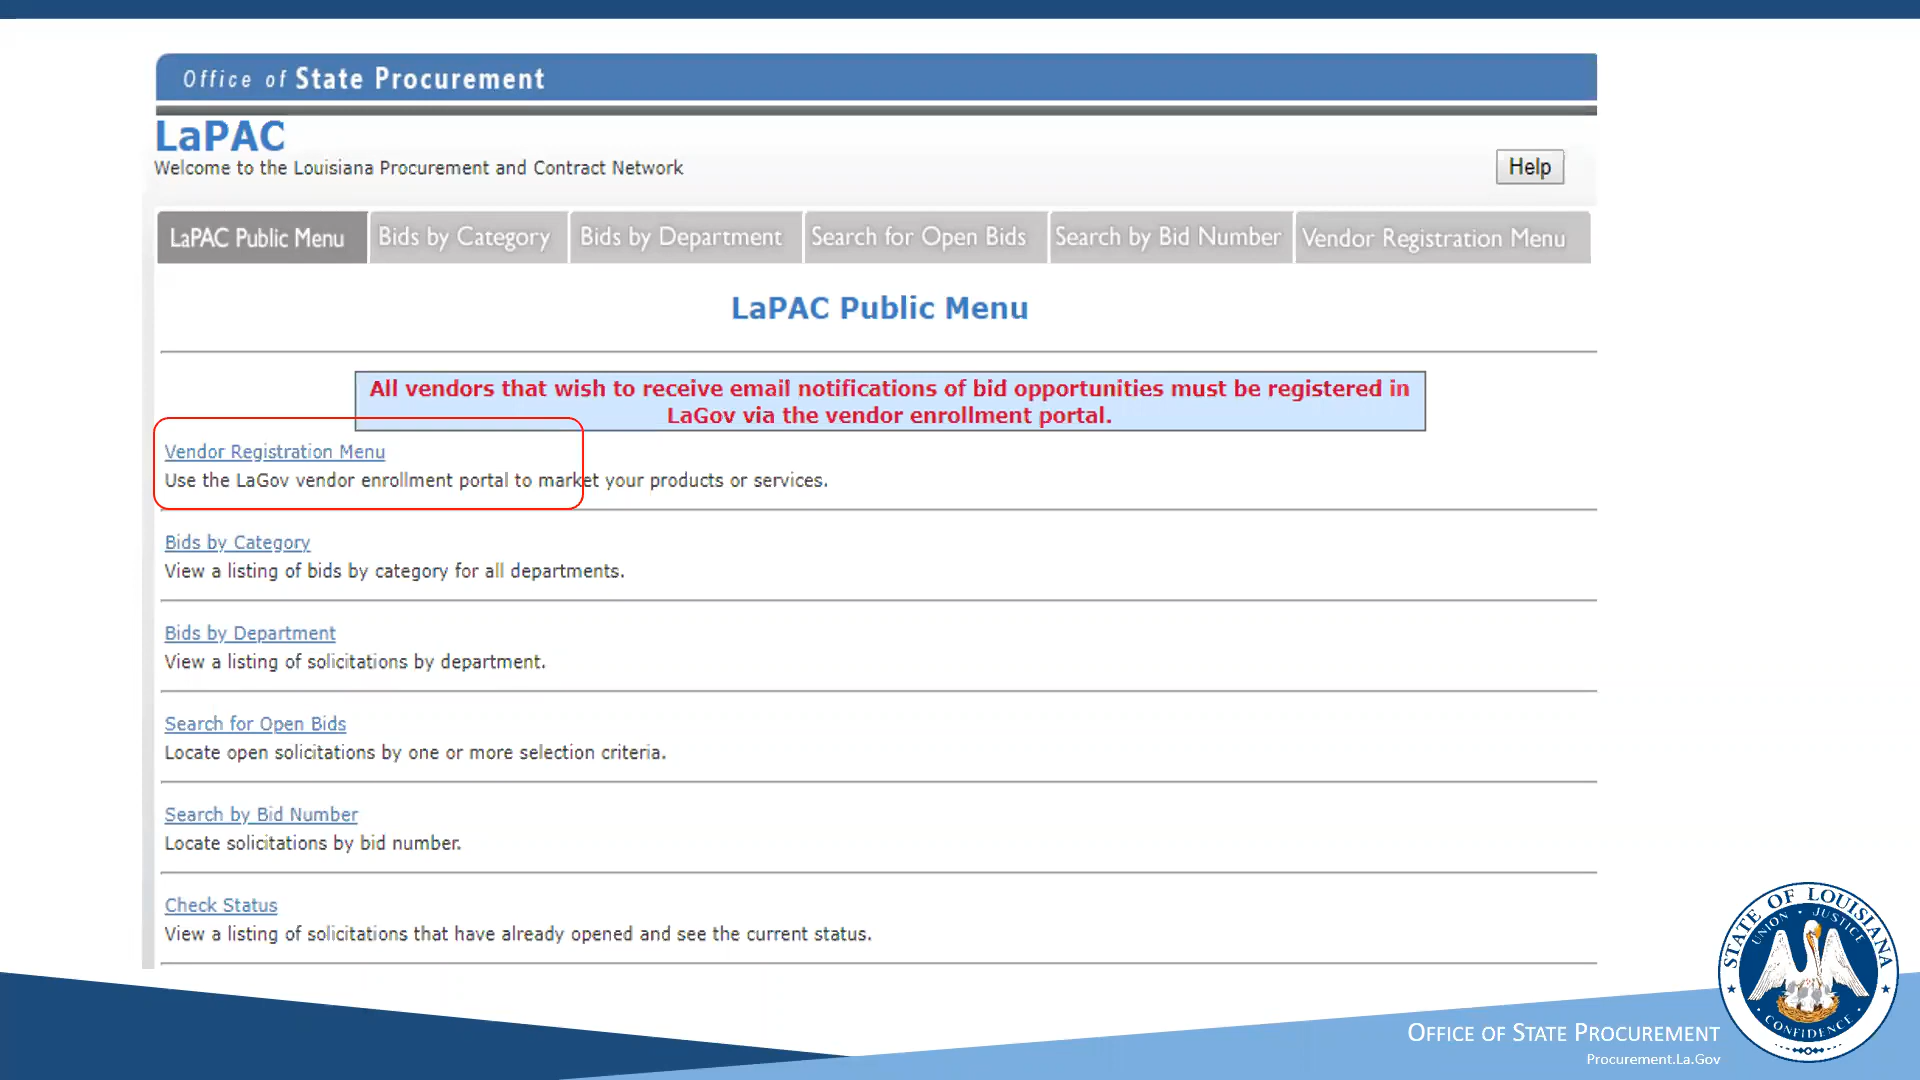 Office of State Procurement
LaPAC
Welcome to the Louisiana Procurement and Contract Network
Help
LaPAC Public Menu
Bids by Category
Bids by Department
Search for Open Bids
Search by Bid Number
Vendor Registration Menu
LaPAC Public Menu
All vendors that wish to receive email notifications of bid opportunities must be registered in
LaGov via the vendor enrollment portal.
Vendor Registration Menu
Use the LaGov vendor enrollment portal to market your products or services.
Bids by Category
View a listing of bids by category for all departments.
Bids by Department
View a listing of solicitations by department.
Search for Open Bids
Locate open solicitations by one or more selection criteria.
Search by Bid Number
Locate solicitations by bid number.
Check Status
View a listing of solicitations that have already opened and see the current status.
STATE OF LOUISIANA
UNION · JUSTICE
CONFIDENCE
OFFICE OF STATE PROCUREMENT
Procurement.La.Gov